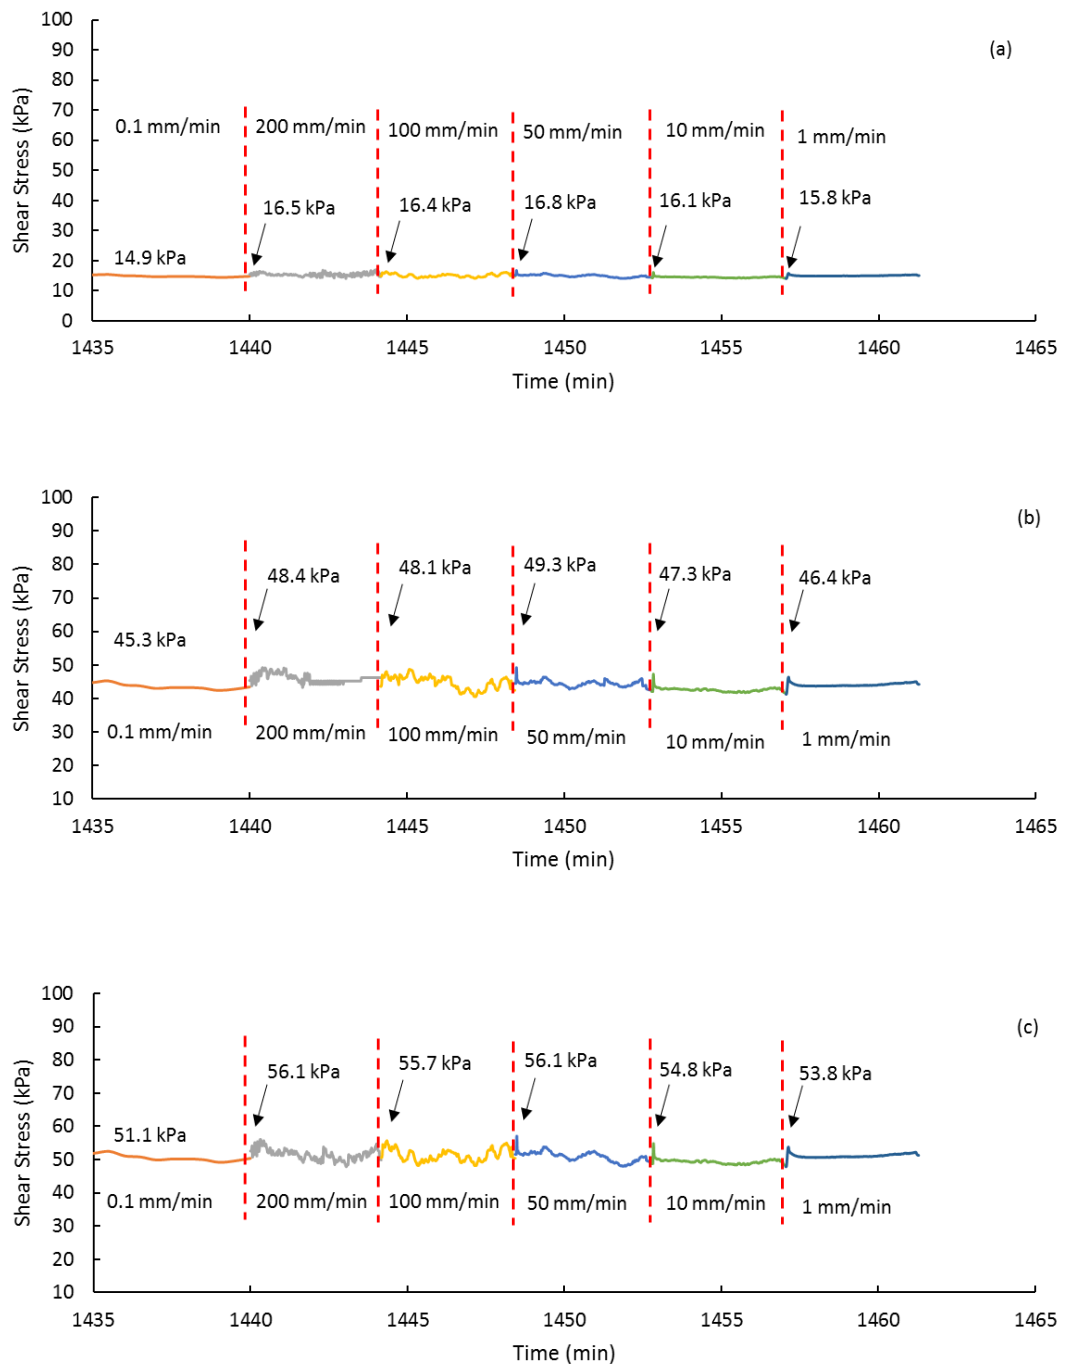 100
(a)
90
80
70
0.1 mm/min 200 mm/min 100 mm/min 50 mm/min 10 mm/min 1 mm/min
60
50
40
16.5 kPa 16.4 kPa 16.8 kPa 16.1 kPa 15.8 kPa
30
14.9 kPa
20
10
0
Shear Stress (kPa)
1435 1440 1445 1450 1455 1460 1465
Time (min)
100
(b)
90
80
48.4 kPa 48.1 kPa 49.3 kPa 47.3 kPa 46.4 kPa
70
60
45.3 kPa
50
40
0.1 mm/min 200 mm/min 100 mm/min 50 mm/min 10 mm/min 1 mm/min
30
20
10
Shear Stress (kPa)
1435 1440 1445 1450 1455 1460 1465
Time (min)
100
(c)
90
80
56.1 kPa 55.7 kPa 56.1 kPa 54.8 kPa 53.8 kPa
70
60
51.1 kPa
50
40
0.1 mm/min 200 mm/min 100 mm/min 50 mm/min 10 mm/min 1 mm/min
30
20
10
Shear Stress (kPa)
1435 1440 1445 1450 1455 1460 1465
Time (min)